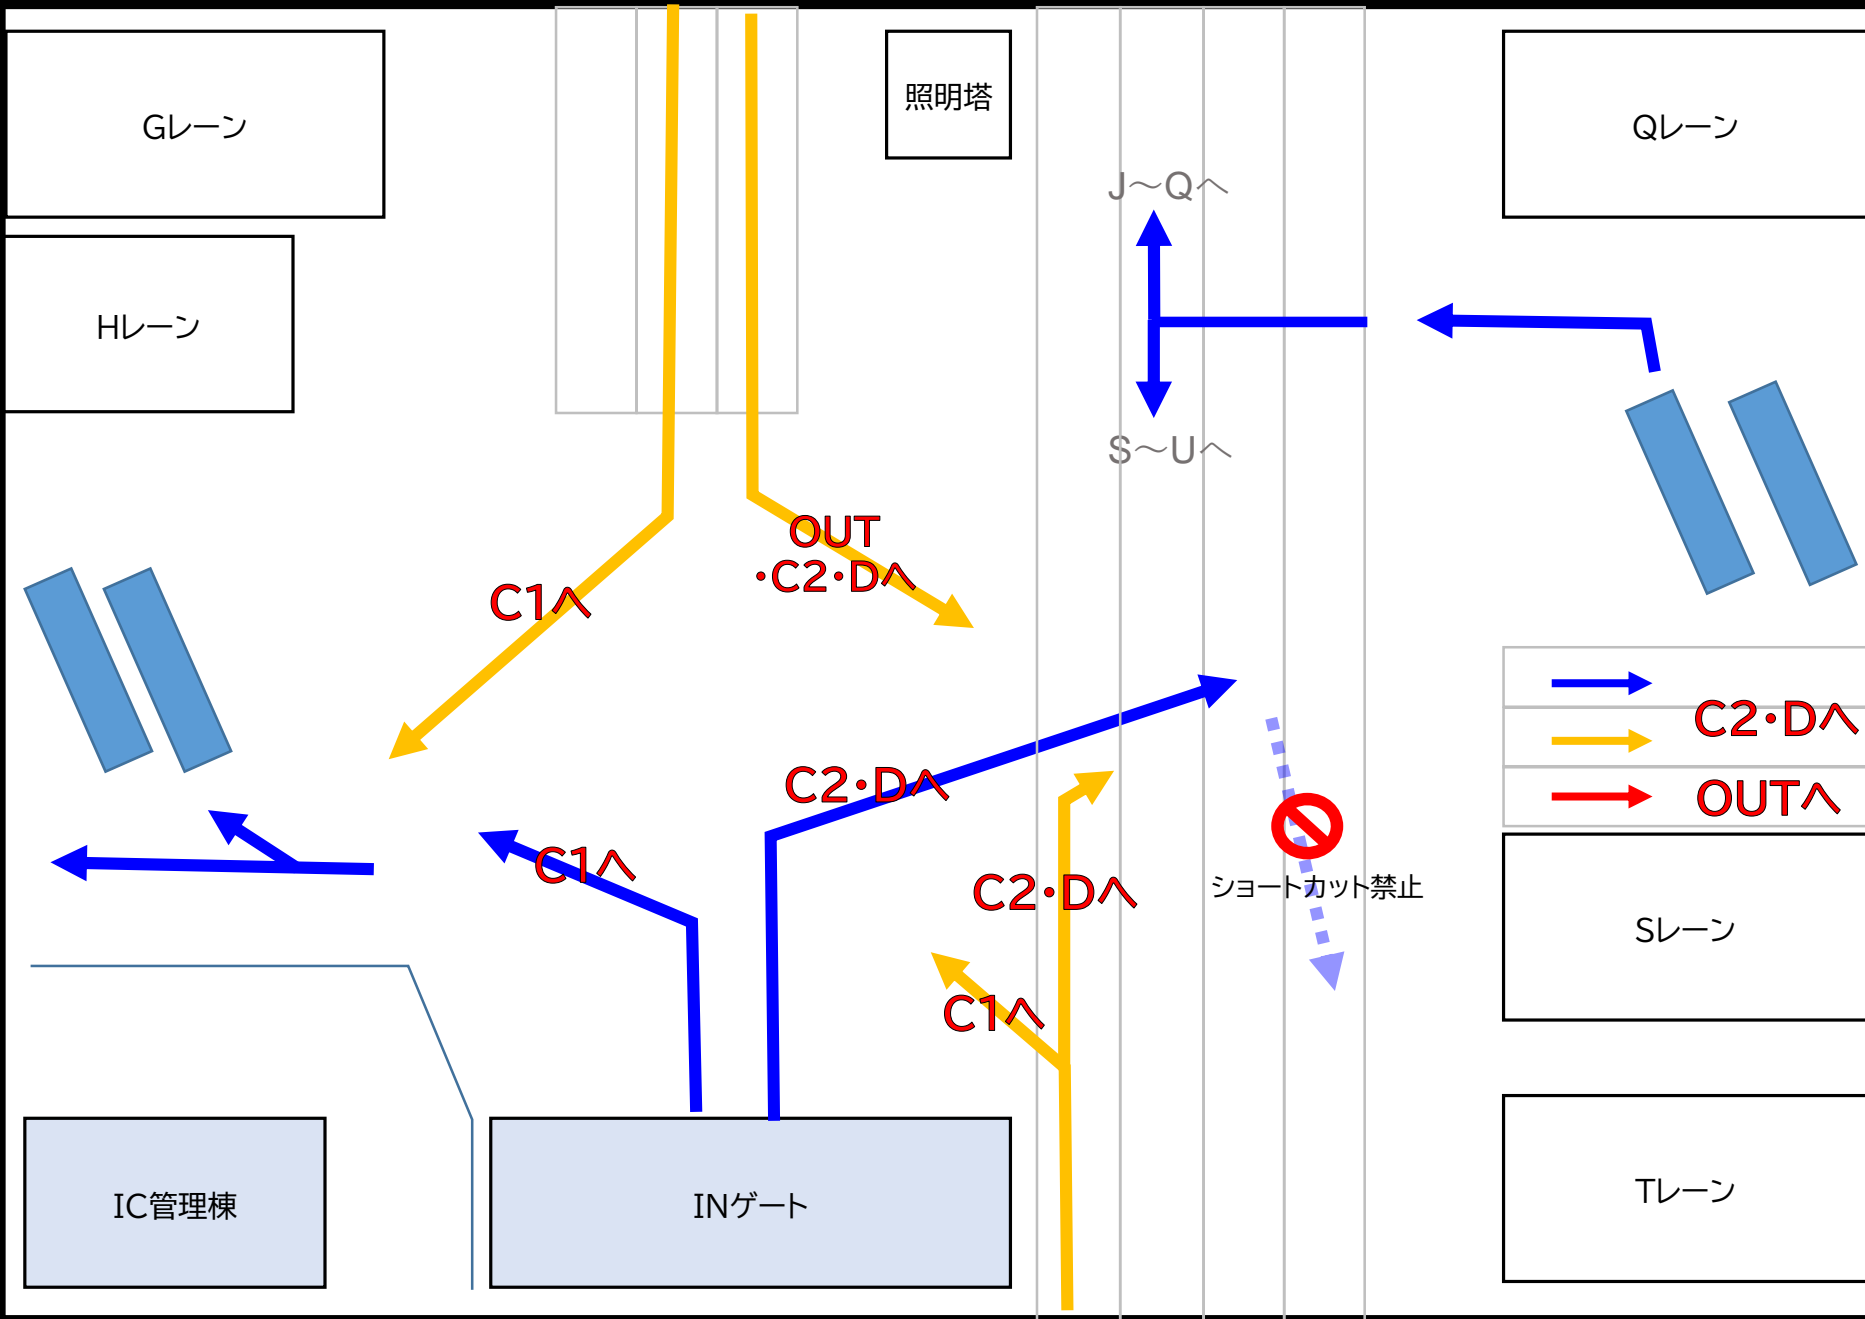 Gレーン
照明塔
Qレーン
J～Qへ
Hレーン
S～Uへ
OUT
・C2・Dへ
C1へ
C2・Dへ
OUTへ
C2・Dへ
C1へ
C2・Dへ
ショートカット禁止
Sレーン
C1へ
IC管理棟
INゲート
Tレーン